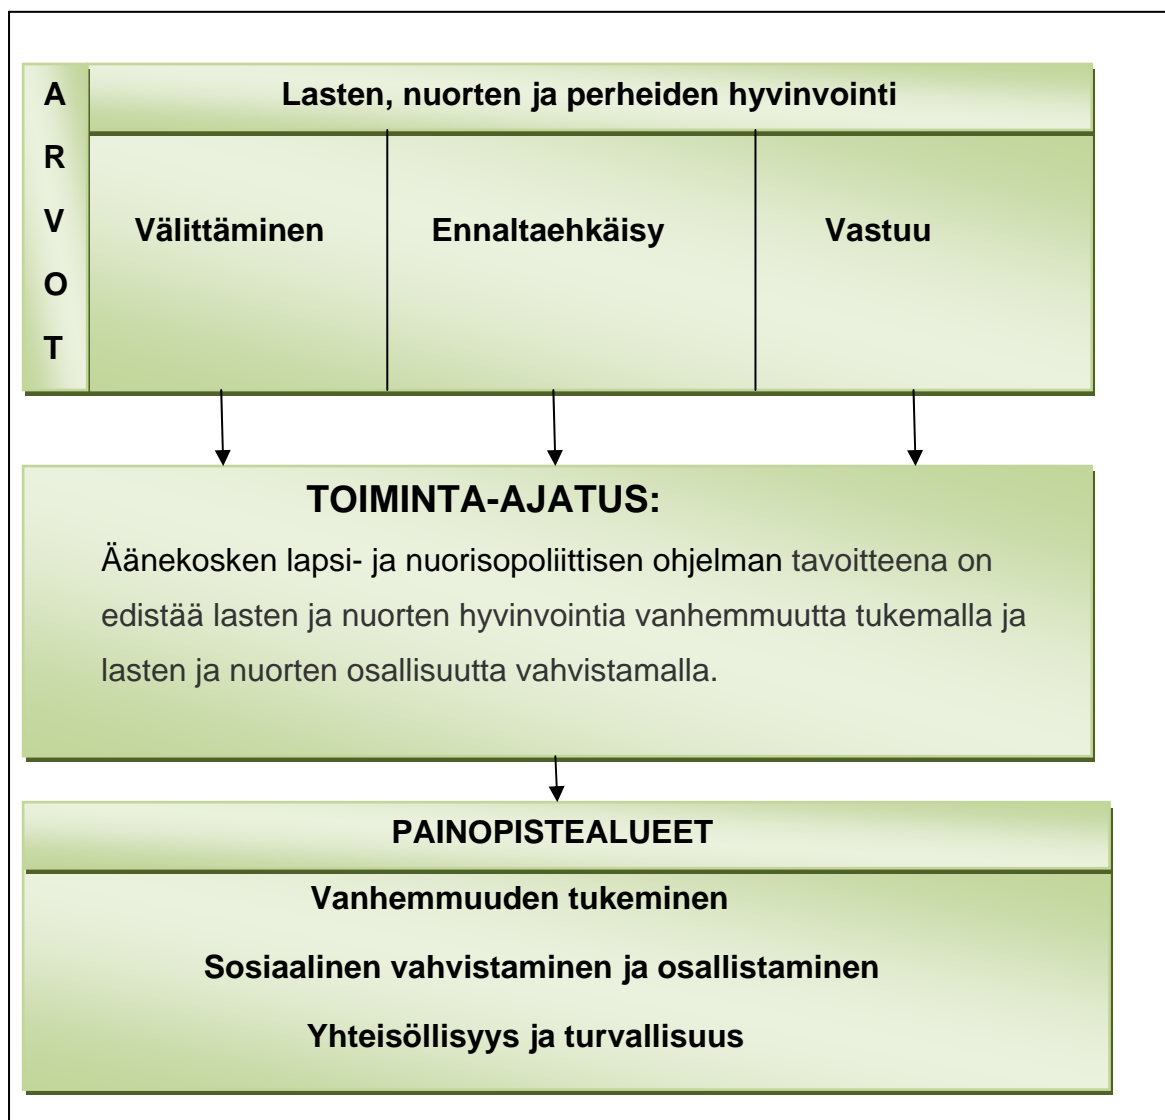 ARVOT
Lasten, nuorten ja perheiden hyvinvointi
Välittäminen
Ennaltaehkäisy
Vastuu
TOIMINTA-AJATUS:
Äänekosken lapsi- ja nuorisopoliittisen ohjelman tavoitteena on
edistää lasten ja nuorten hyvinvointia vanhemmuutta tukemalla ja
lasten ja nuorten osallisuutta vahvistamalla.
PAINOPISTEALUEET
Vanhemmuuden tukeminen
Sosiaalinen vahvistaminen ja osallistaminen
Yhteisöllisyys ja turvallisuus